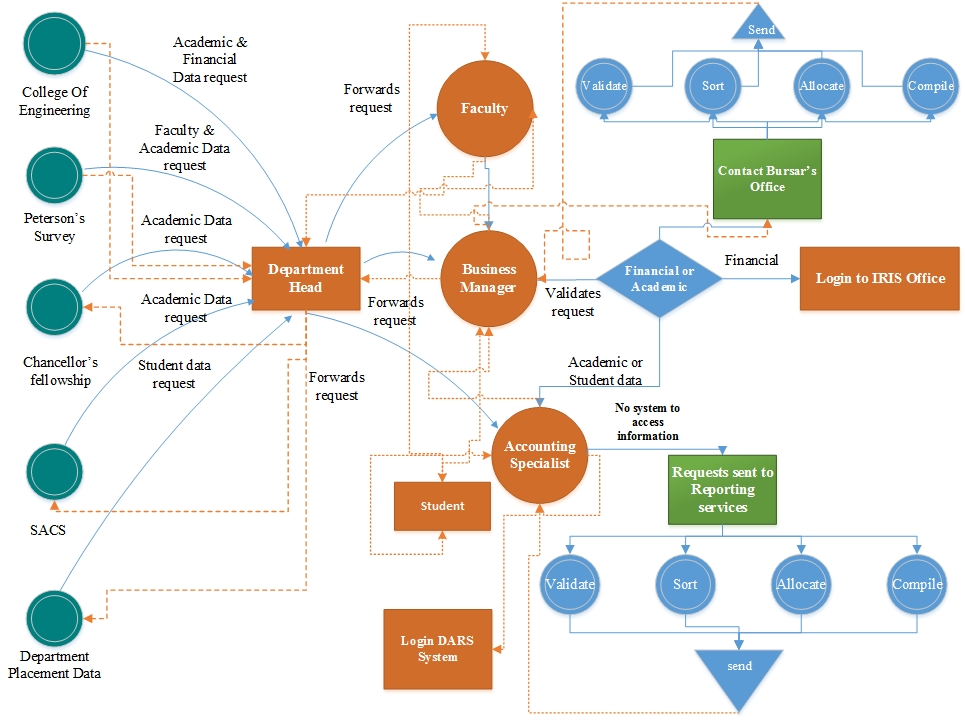 College Of
Engineering
Peterson's
Survey
Chancellor's
fellowship
SACS
Department
Placement Data
Academic &
Financial
Data request
Faculty &
Academic Data
request
Academic Data
request
Academic Data
request
Student data
request
Department
Head
Forwards
request
Forwards
request
Forwards
request
Faculty
Business
Manager
Accounting
Specialist
Student
Login DARS
System
Validates
request
Financial or
Academic
Financial
Login to IRIS Office
Academic or
Student data
Contact Bursar's
Office
Validate
Sort
Allocate
Compile
Send
No system to
access
information
Requests sent to
Reporting
services
Validate
Sort
Allocate
Compile
send